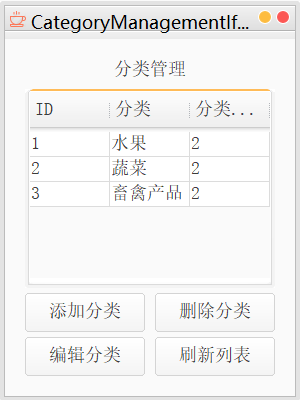 CategoryManagementIf...
分类管理
ID 分类 分类...
1 水果 2
2 蔬菜 2
3 畜禽产品 2
添加分类 删除分类
编辑分类 刷新列表